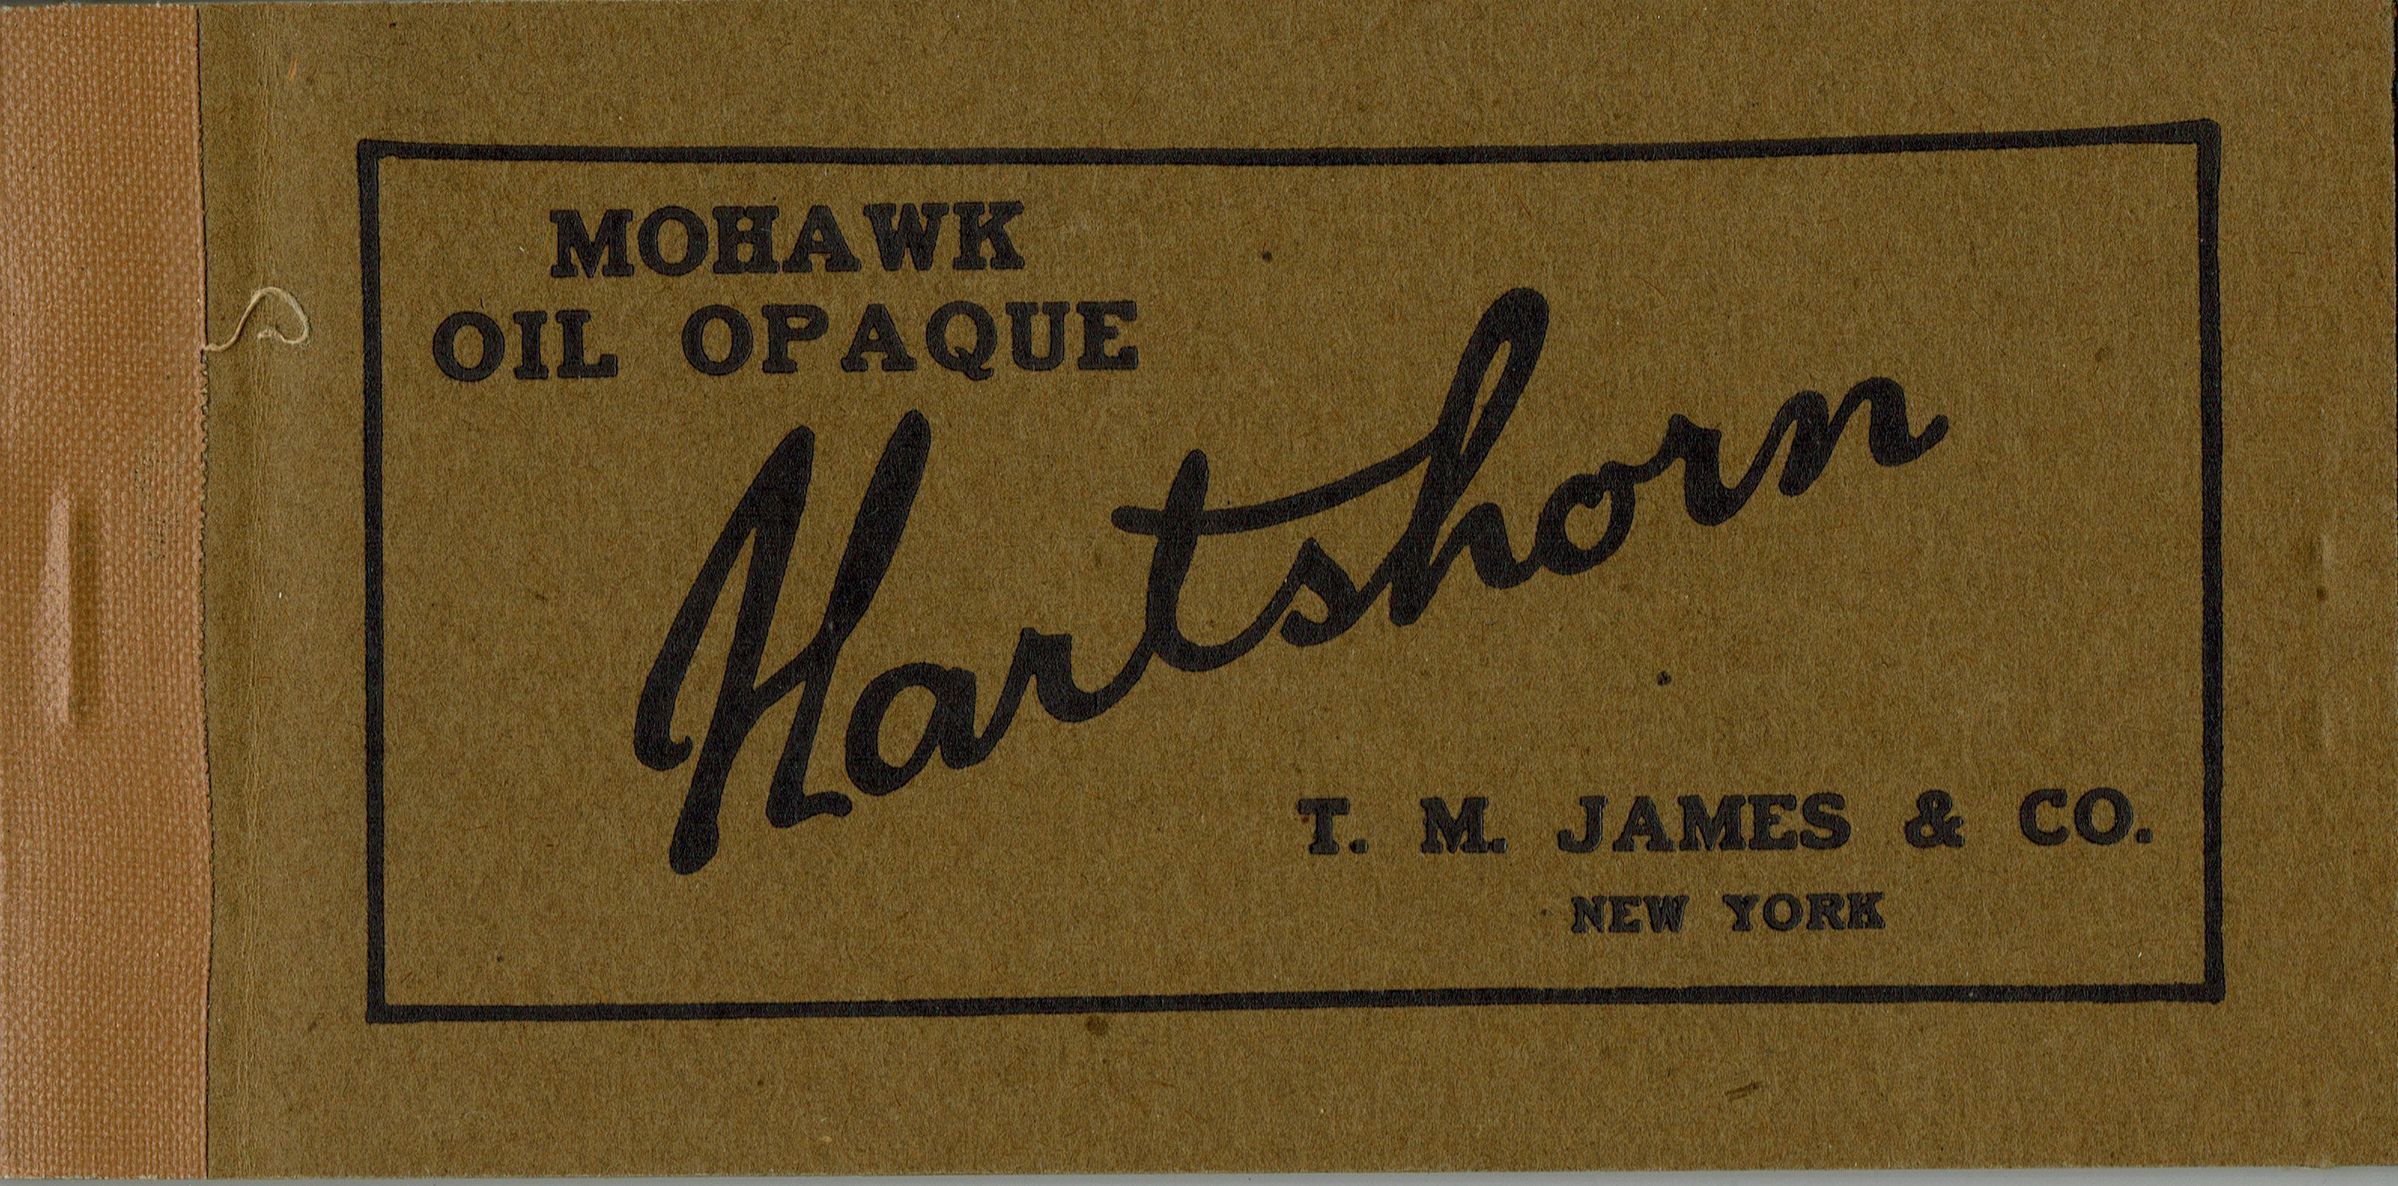 MOHAWK
OIL OPAQUE
Hartshorn
T. M. JAMES & CO.
NEW YORK